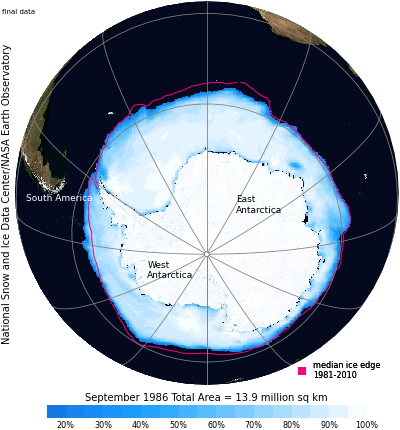 final data
National Snow and Ice Data Center/NASA Earth Observatory
South America
East
Antarctica
West
Antarctica
median ice edge
1981-2010
September 1986 Total Area = 13.9 million sq km
20% 30% 40% 50% 60% 70% 80% 90% 100%